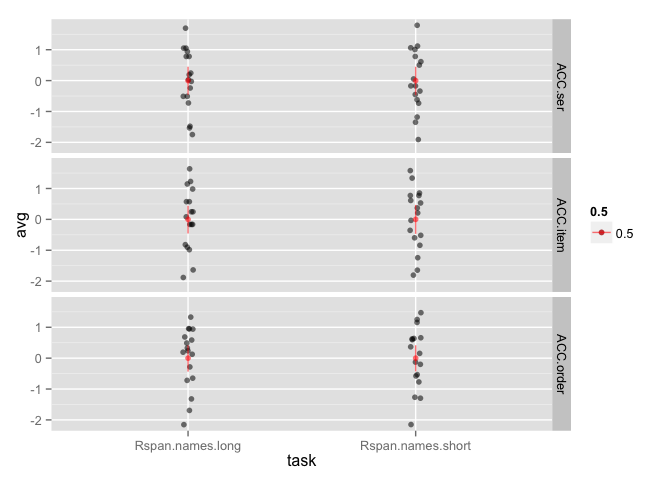 1
0
-1
-2
ACC.ser
1
0
-1
-2
ACC.item
1
0
-1
-2
ACC.order
avg
Rspan.names.long
Rspan.names.short
task
0.5
0.5